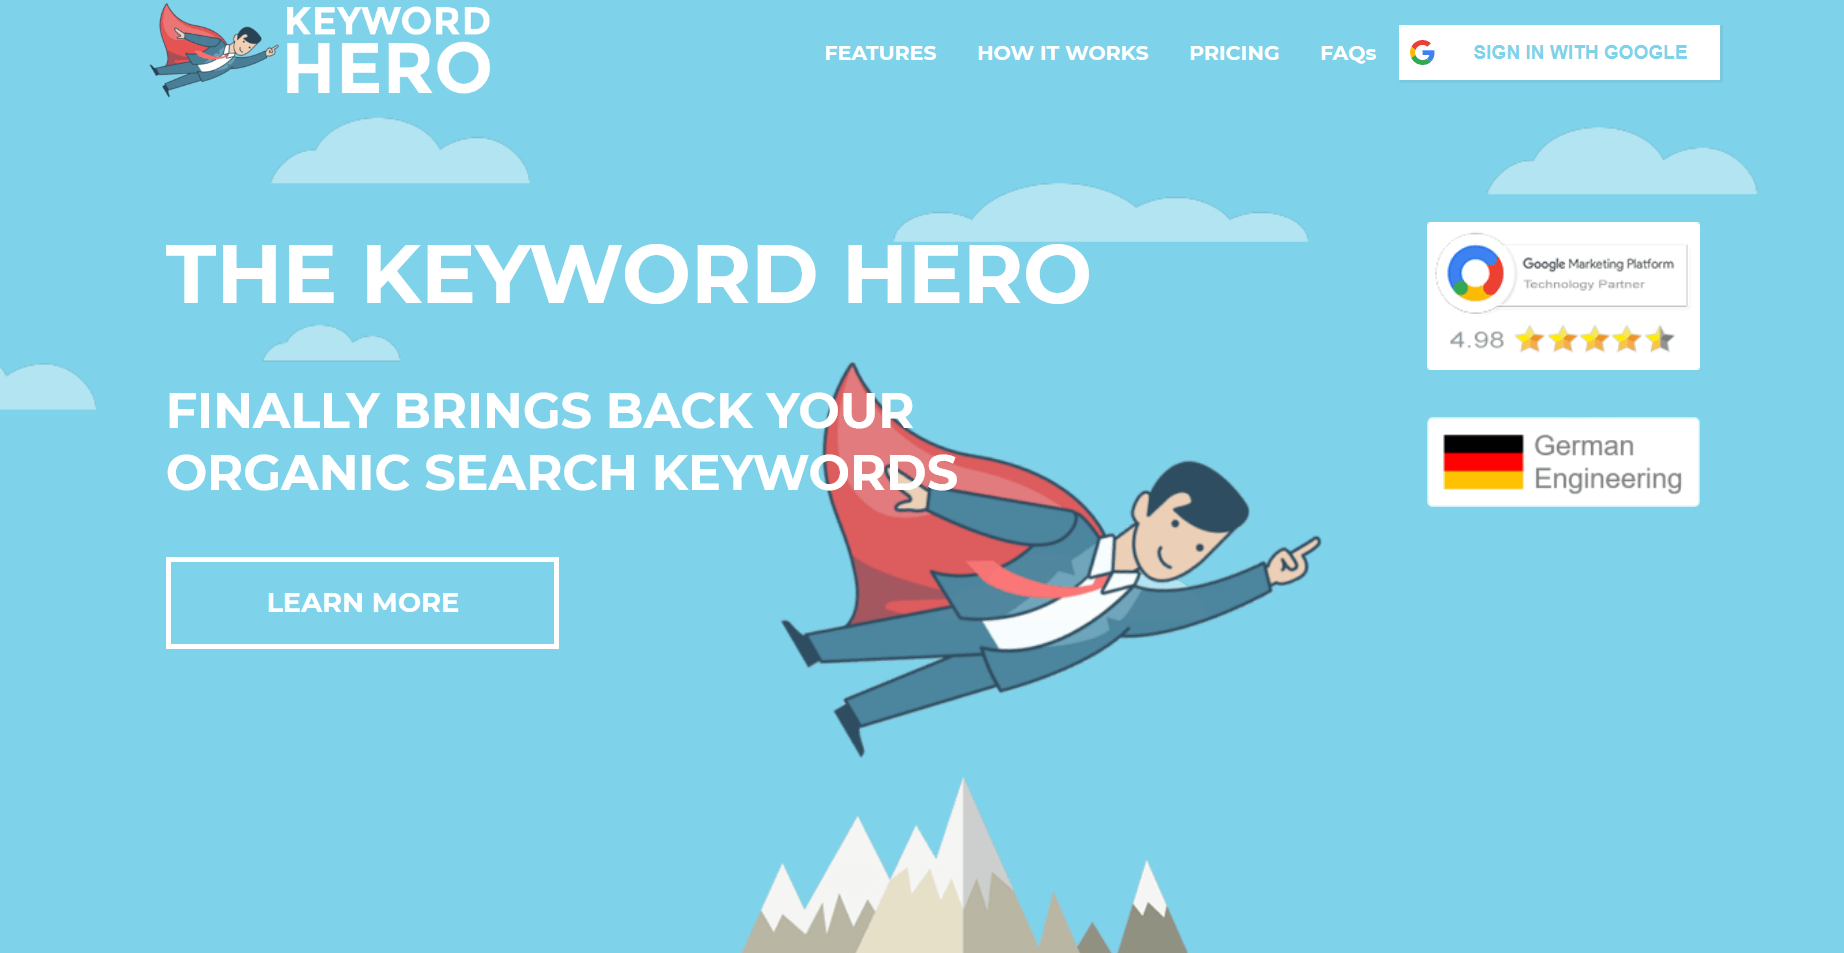 KEYWORD
HERO
FEATURES
HOW IT WORKS
PRICING
FAQs
SIGN IN WITH GOOGLE
THE KEYWORD HERO
FINALLY BRINGS BACK YOUR
ORGANIC SEARCH KEYWORDS
LEARN MORE
Google Marketing Platform
Technology Partner
4.98
German
Engineering